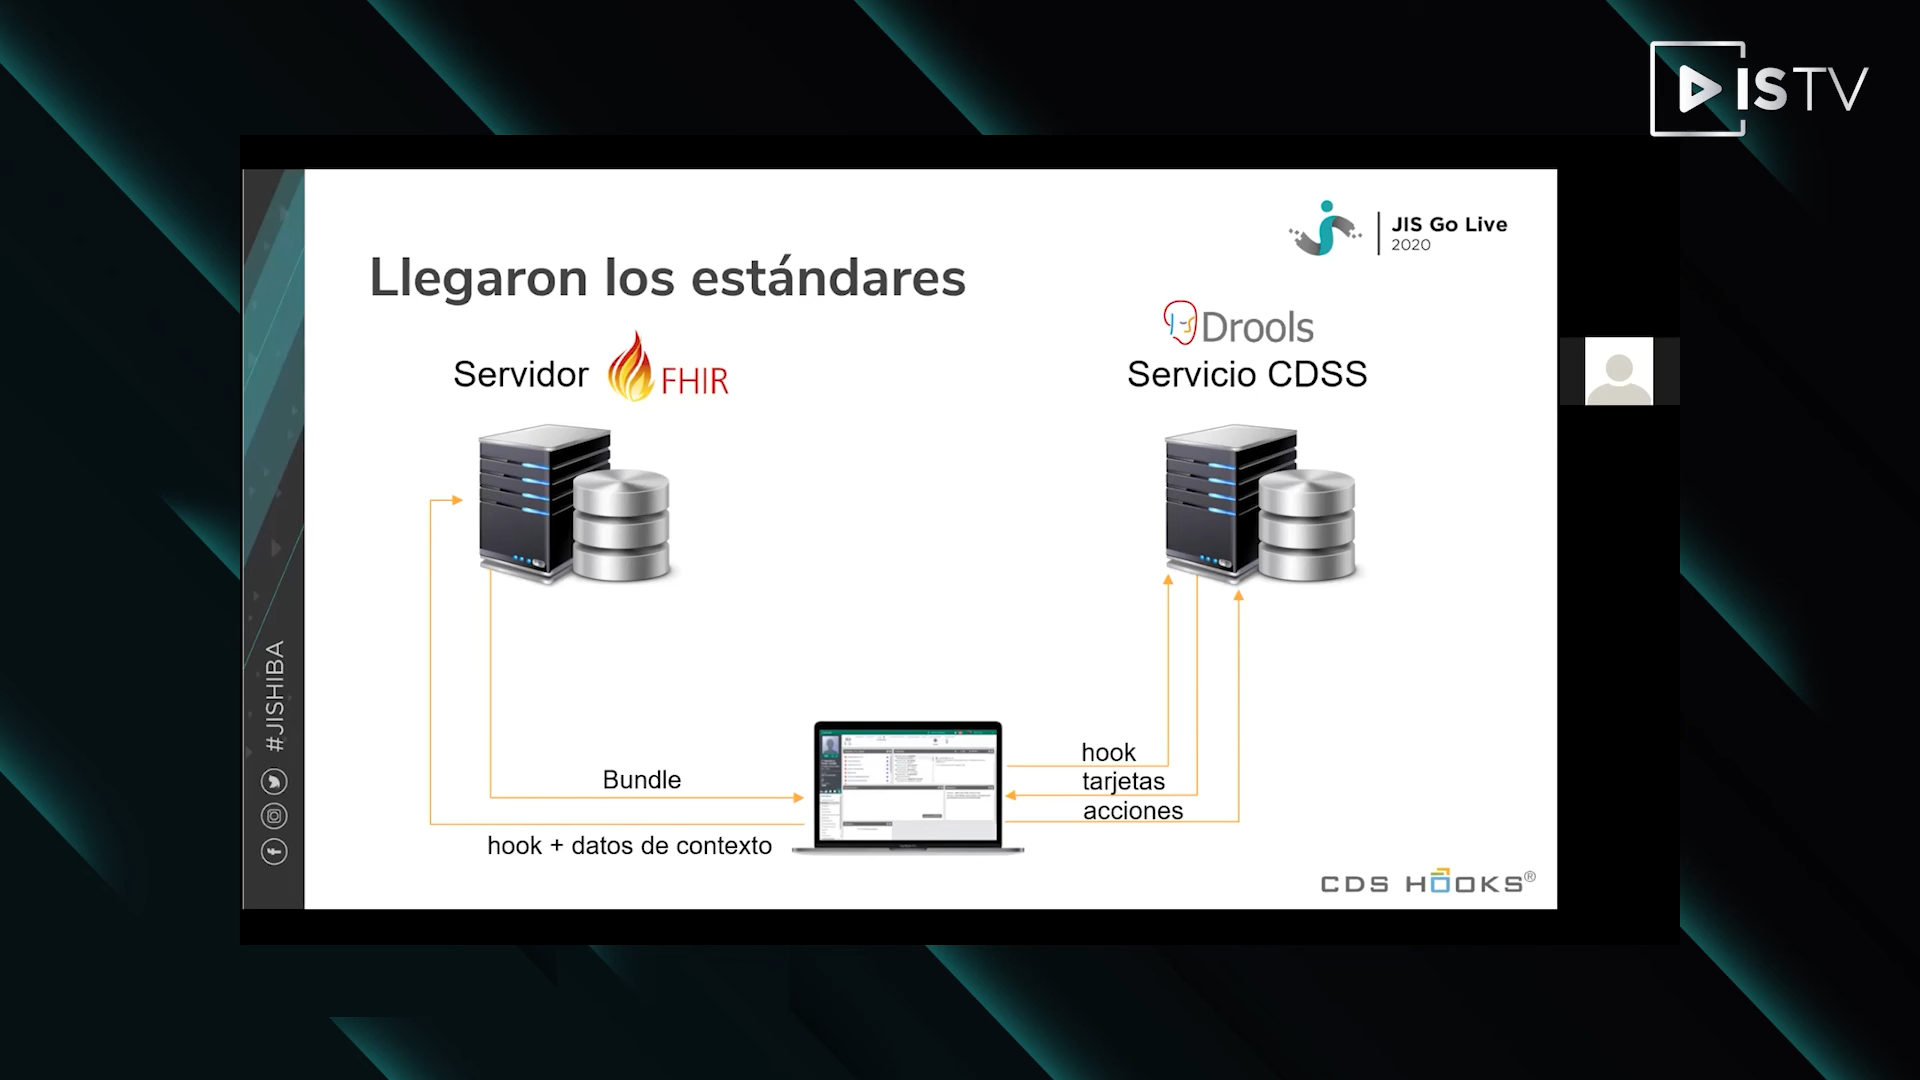 ISTV
JIS Go Live
2020
Llegaron los estándares
Servidor FHIR
Drools
Servicio CDSS
#JISHIBA
Bundle
hook + datos de contexto
hook
tarjetas
acciones
CDS HOOKS®